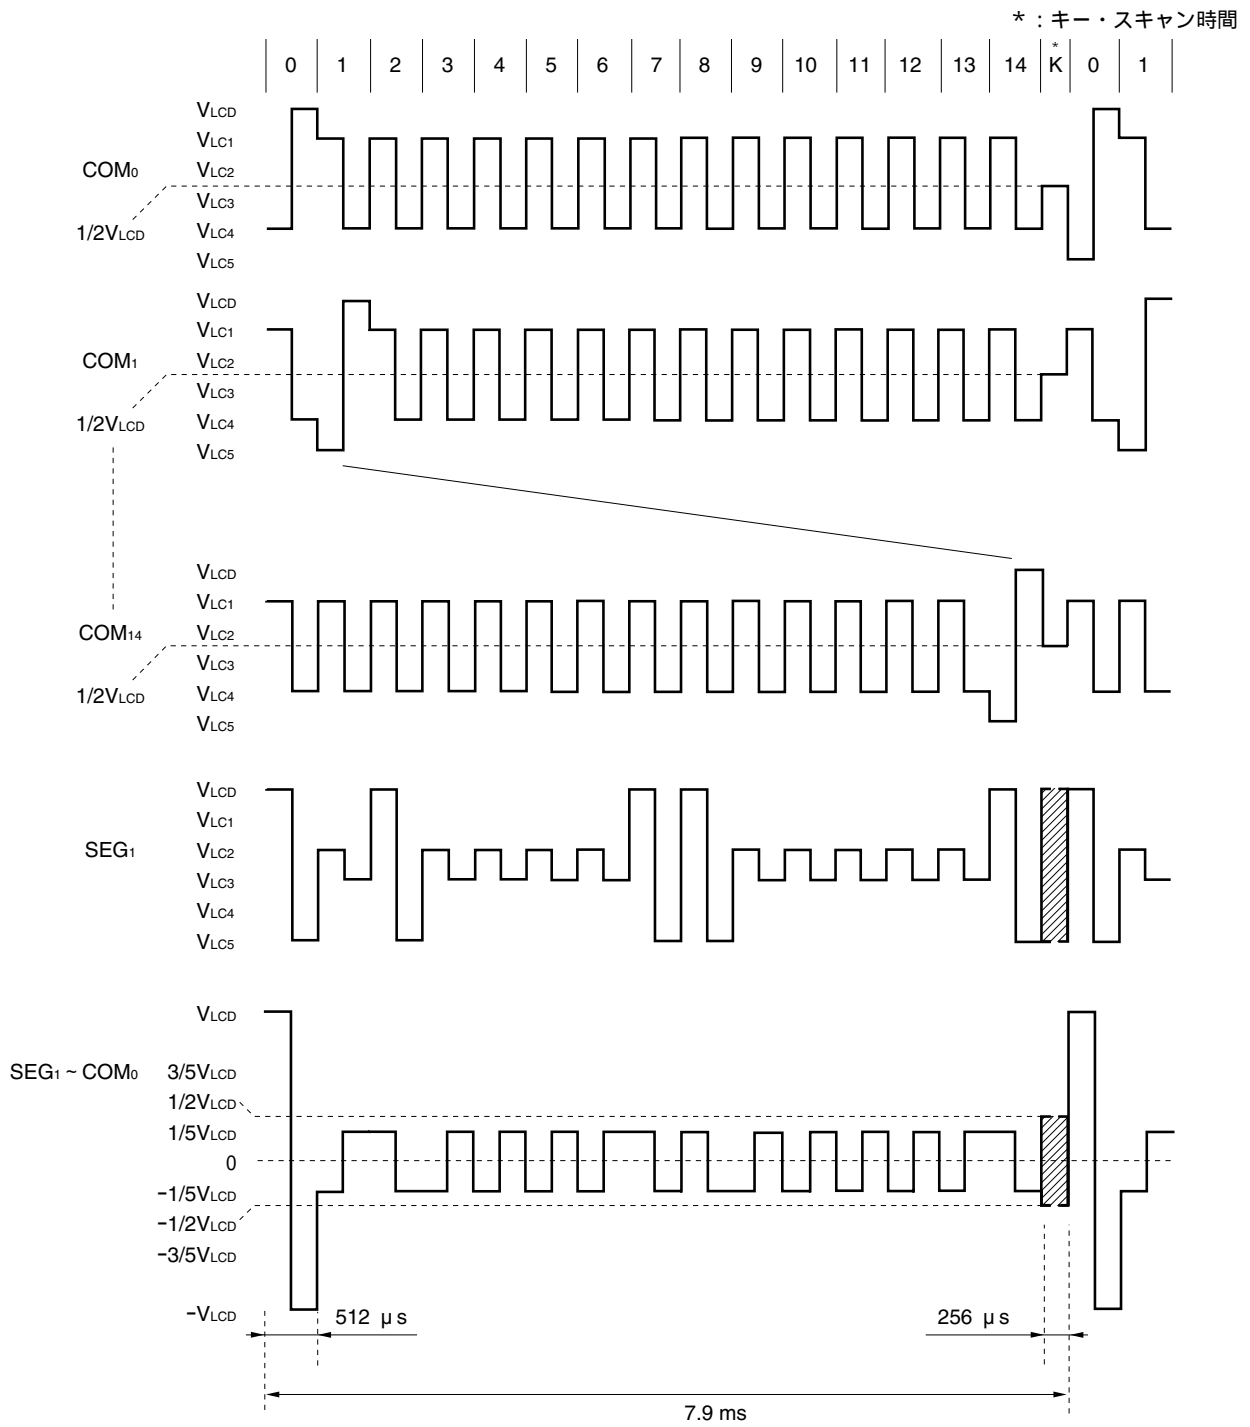 * : キー・スキャン時間
0 1 2 3 4 5 6 7 8 9 10 11 12 13 14 *K 0 1
VLCD
VLC1
COM0 VLC2
VLC3
1/2VLCD VLC4
VLC5
VLCD
VLC1
COM1 VLC2
VLC3
1/2VLCD VLC4
VLC5
VLCD
VLC1
COM14 VLC2
VLC3
1/2VLCD VLC4
VLC5
VLCD
VLC1
SEG1 VLC2
VLC3
VLC4
VLC5
VLCD
SEG1 ~ COM0 3/5VLCD
1/2VLCD
1/5VLCD
0
−1/5VLCD
−1/2VLCD
−3/5VLCD
−VLCD
512 μs 256 μs
7.9 ms